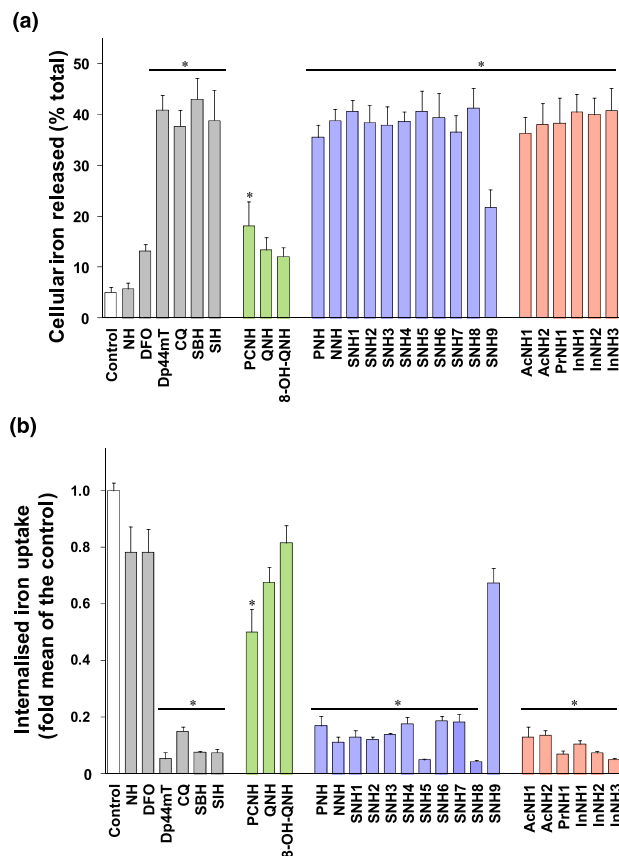 (a)
Cellular iron released (% total)
50
40
30
20
10
0
*
*
*
Control
NH
DFO
Dp44mT
CQ
SBH
SIH
PCNH
QNH
8-OH-QNH
PNH
NNH
SNH1
SNH2
SNH3
SNH4
SNH5
SNH6
SNH7
SNH8
SNH9
AcNH1
AcNH2
PrNH1
InNH1
InNH2
InNH3
(b)
Internalised iron uptake
(fold mean of the control)
1.0
0.8
0.6
0.4
0.2
0
*
*
*
*
Control
NH
DFO
Dp44mT
CQ
SBH
SIH
PCNH
QNH
8-OH-QNH
PNH
NNH
SNH1
SNH2
SNH3
SNH4
SNH5
SNH6
SNH7
SNH8
SNH9
AcNH1
AcNH2
PrNH1
InNH1
InNH2
InNH3